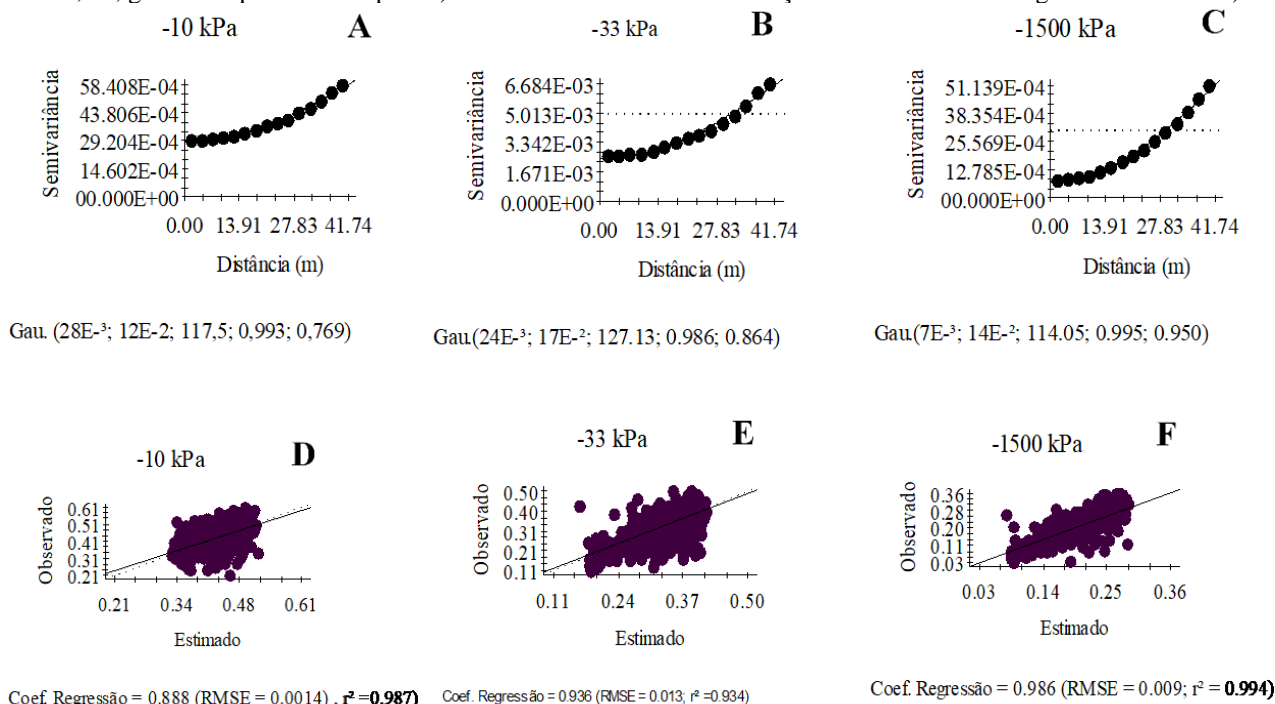 -10 kPa A
Semivariância
58.408E-04
43.806E-04
29.204E-04
14.602E-04
00.000E+00
0.00 13.91 27.83 41.74
Distância (m)
Gau. (28E-³; 12E-2; 117,5; 0,993; 0,769)
-33 kPa B
Semivariância
6.684E-03
5.013E-03
3.342E-03
1.671E-03
0.000E+00
0.00 13.91 27.83 41.74
Distância (m)
Gau.(24E-³; 17E-²; 127.13; 0.986; 0.864)
-1500 kPa C
Semivariância
51.139E-04
38.354E-04
25.569E-04
12.785E-04
00.000E+00
0.00 13.91 27.83 41.74
Distância (m)
Gau.(7E-³; 14E-²; 114.05; 0.995; 0.950)
-10 kPa D
Observado
0.61
0.51
0.41
0.31
0.21
0.21 0.34 0.48 0.61
Estimado
Coef. Regressão = 0.888 (RMSE = 0.0014) , r² =0,987)
-33 kPa E
Observado
0.50
0.40
0.31
0.21
0.11
0.11 0.24 0.37 0.50
Estimado
Coef. Regressão = 0.936 (RMSE = 0.013; r² =0.934)
-1500 kPa F
Observado
0.36
0.28
0.20
0.11
0.03
0.03 0.14 0.25 0.36
Estimado
Coef. Regressão = 0.986 (RMSE = 0.009; r² = 0.994)